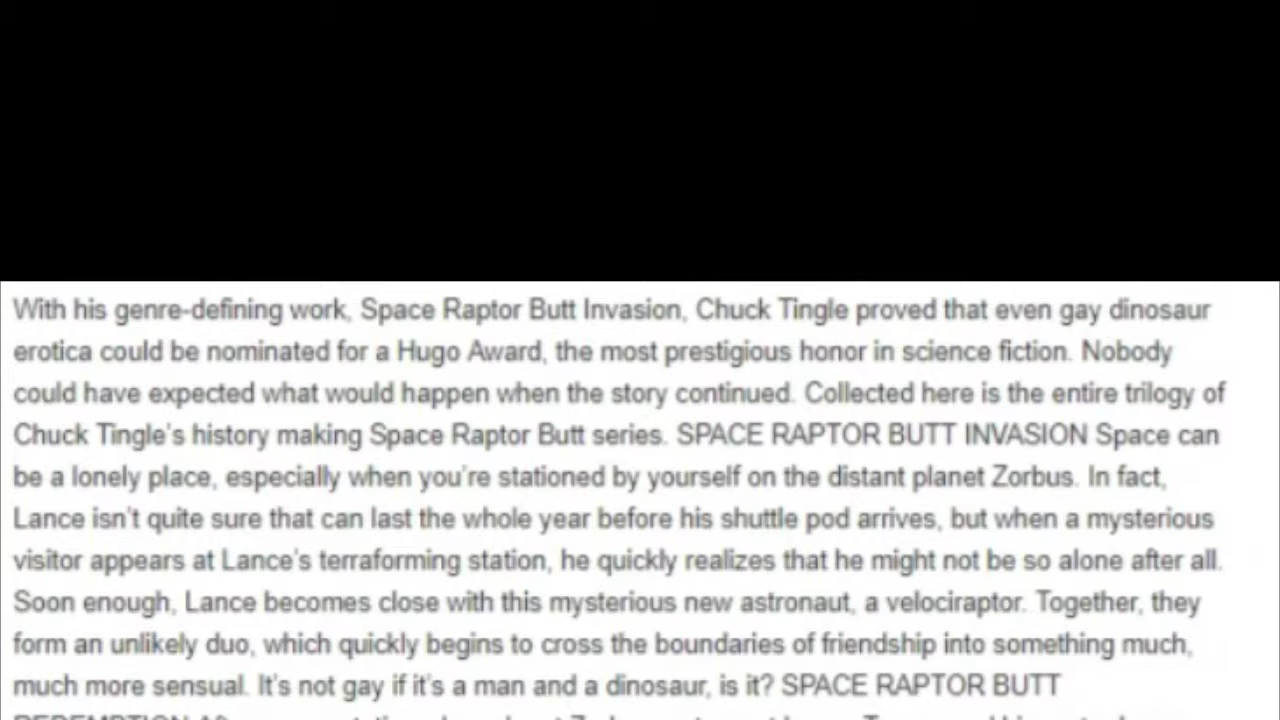 With his genre-defining work, Space Raptor Butt Invasion, Chuck Tingle proved that even gay dinosaur
erotica could be nominated for a Hugo Award, the most prestigious honor in science fiction. Nobody
could have expected what would happen when the story continued. Collected here is the entire trilogy of
Chuck Tingle's history making Space Raptor Butt series. SPACE RAPTOR BUTT INVASION Space can
be a lonely place, especially when you're stationed by yourself on the distant planet Zorbus. In fact,
Lance isn't quite sure that can last the whole year before his shuttle pod arrives, but when a mysterious
visitor appears at Lance's terraforming station, he quickly realizes that he might not be so alone after all.
Soon enough, Lance becomes close with this mysterious new astronaut, a velociraptor. Together, they
form an unlikely duo, which quickly begins to cross the boundaries of friendship into something much,
much more sensual. It's not gay if it's a man and a dinosaur, is it? SPACE RAPTOR BUTT